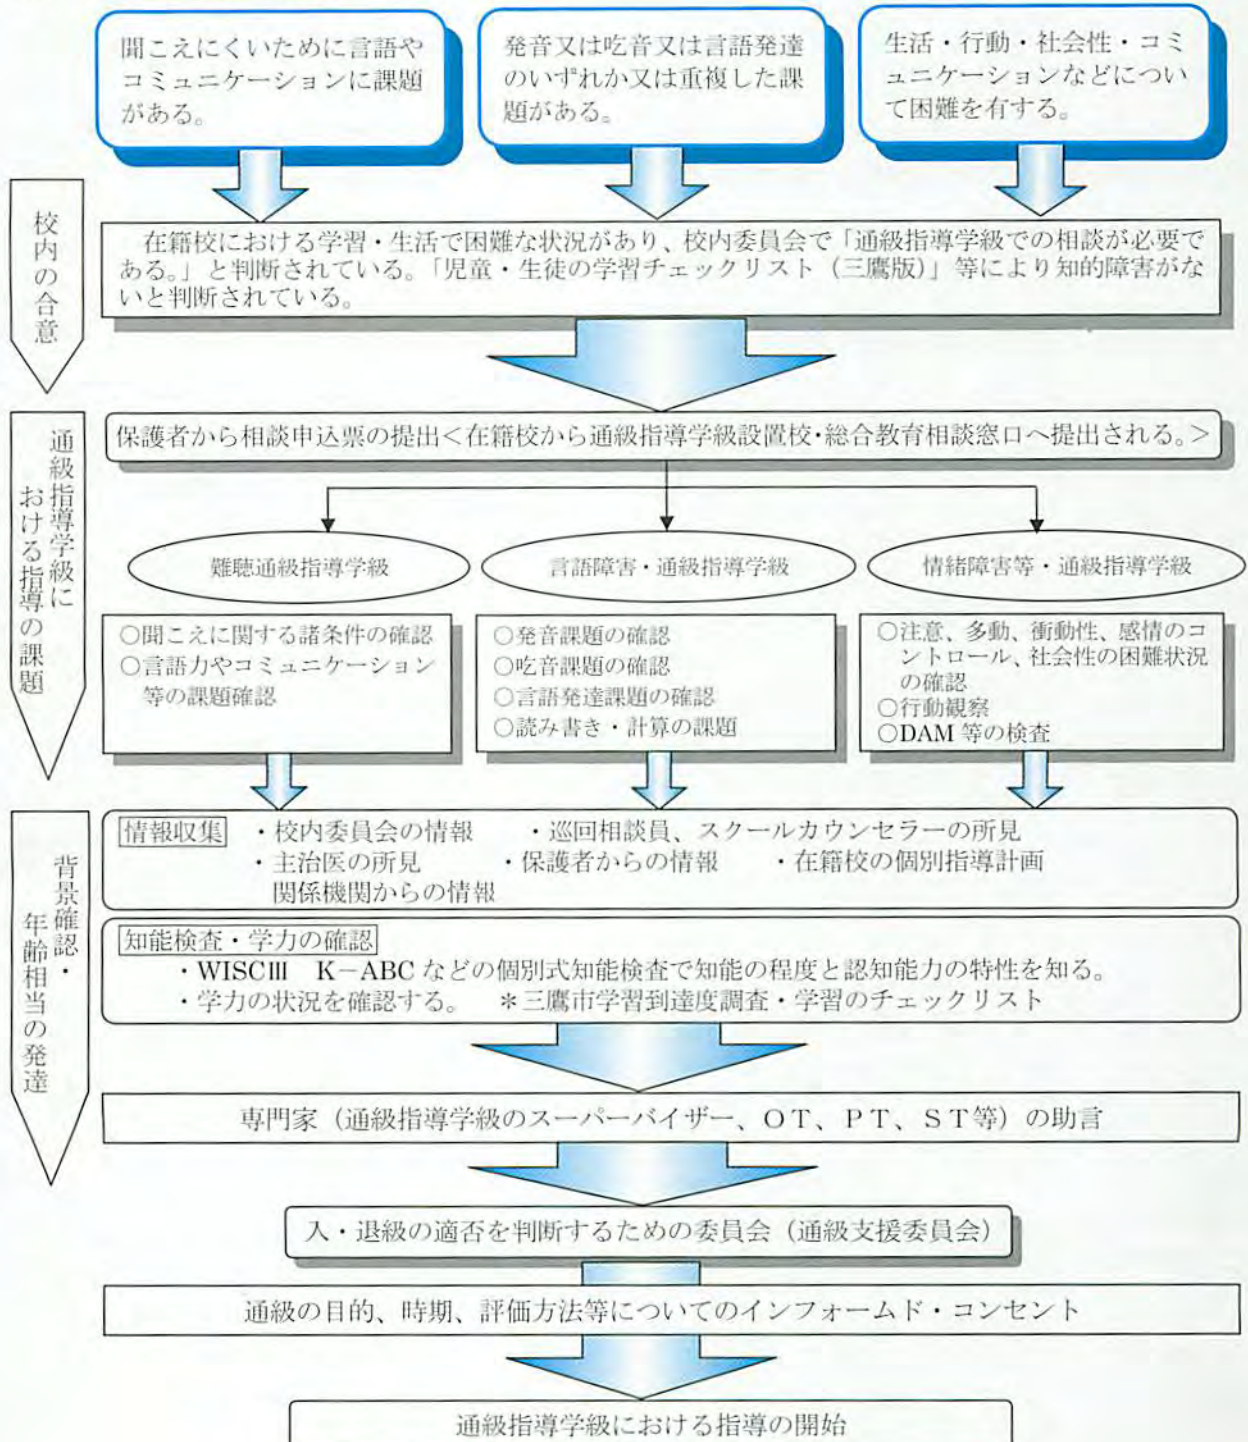 聞こえにくいために言語や
コミュニケーションに課題
がある。
発音又は吃音又は言語発達
のいずれか又は重複した課
題がある。
生活・行動・社会性・コミ
ュニケーションなどについ
て困難を有する。
校内の合意
在籍校における学習・生活で困難な状況があり、校内委員会で「通級指導学級での相談が必要で
ある。」と判断されている。「児童・生徒の学習チェックリスト（三鷹版）」等により知的障害がな
いと判断されている。
通級指導学級に
おける指導の課題
保護者から相談申込票の提出＜在籍校から通級指導学級設置校・総合教育相談窓口へ提出される。＞
難聴通級指導学級
言語障害・通級指導学級
情緒障害等・通級指導学級
○聞こえに関する諸条件の確認
○言語力やコミュニケーション
等の課題確認
○発音課題の確認
○吃音課題の確認
○言語発達課題の確認
○読み書き・計算の課題
○注意、多動、衝動性、感情のコ
ントロール、社会性の困難状況
の確認
○行動観察
○DAM 等の検査
背景確認・
年齢相当の発達
情報収集 ・校内委員会の情報 ・巡回相談員、スクールカウンセラーの所見
・主治医の所見 ・保護者からの情報 ・在籍校の個別指導計画
関係機関からの情報
知能検査・学力の確認
・WISCⅢ K－ABC などの個別式知能検査で知能の程度と認知能力の特性を知る。
・学力の状況を確認する。 ＊三鷹市学習到達度調査・学習のチェックリスト
専門家（通級指導学級のスーパーバイザー、ＯＴ、ＰＴ、ＳＴ等）の助言
入・退級の適否を判断するための委員会（通級支援委員会）
通級の目的、時期、評価方法等についてのインフォームド・コンセント
通級指導学級における指導の開始